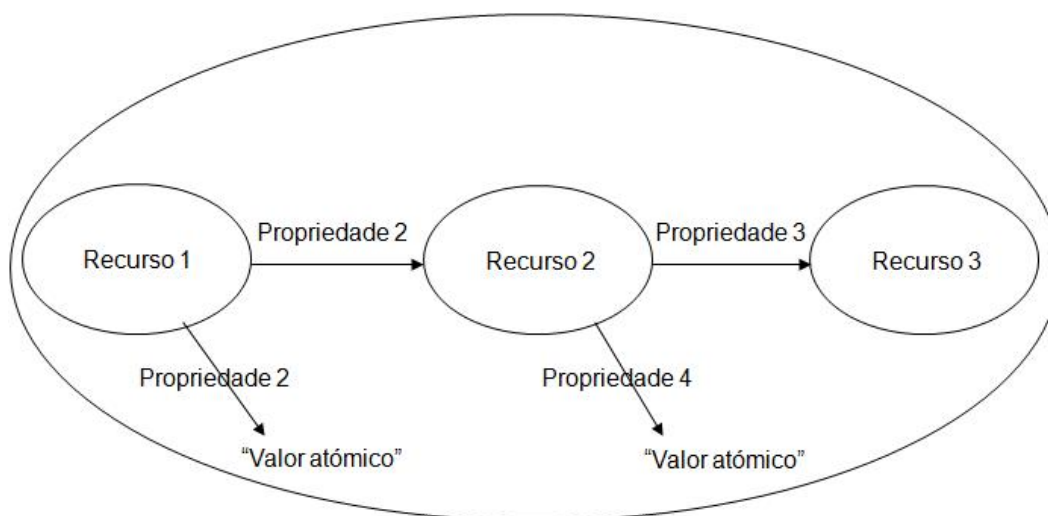 Propriedade 2
Propriedade 3
Recurso 1
Recurso 2
Recurso 3
Propriedade 2
Propriedade 4
“Valor atómico”
“Valor atómico”